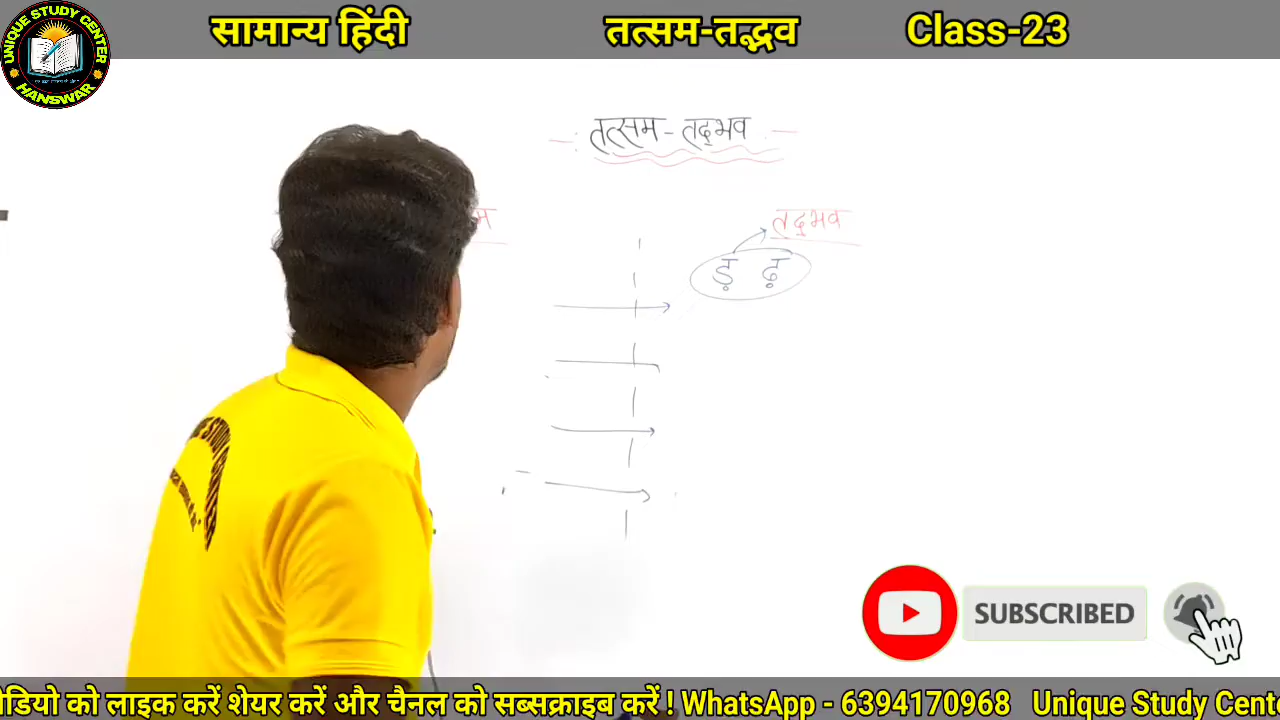 सामान्य हिंदी तत्सम-तद्भव Class-23
UNIQUE STUDY CENTER
HANSWAR
-: तत्सम - तद्भव :-
म तद्भव
ड़ ढ़
SUBSCRIBED
ीडियो को लाइक करें शेयर करें और चैनल को सब्सक्राइब करें ! WhatsApp - 6394170968 Unique Study Cente